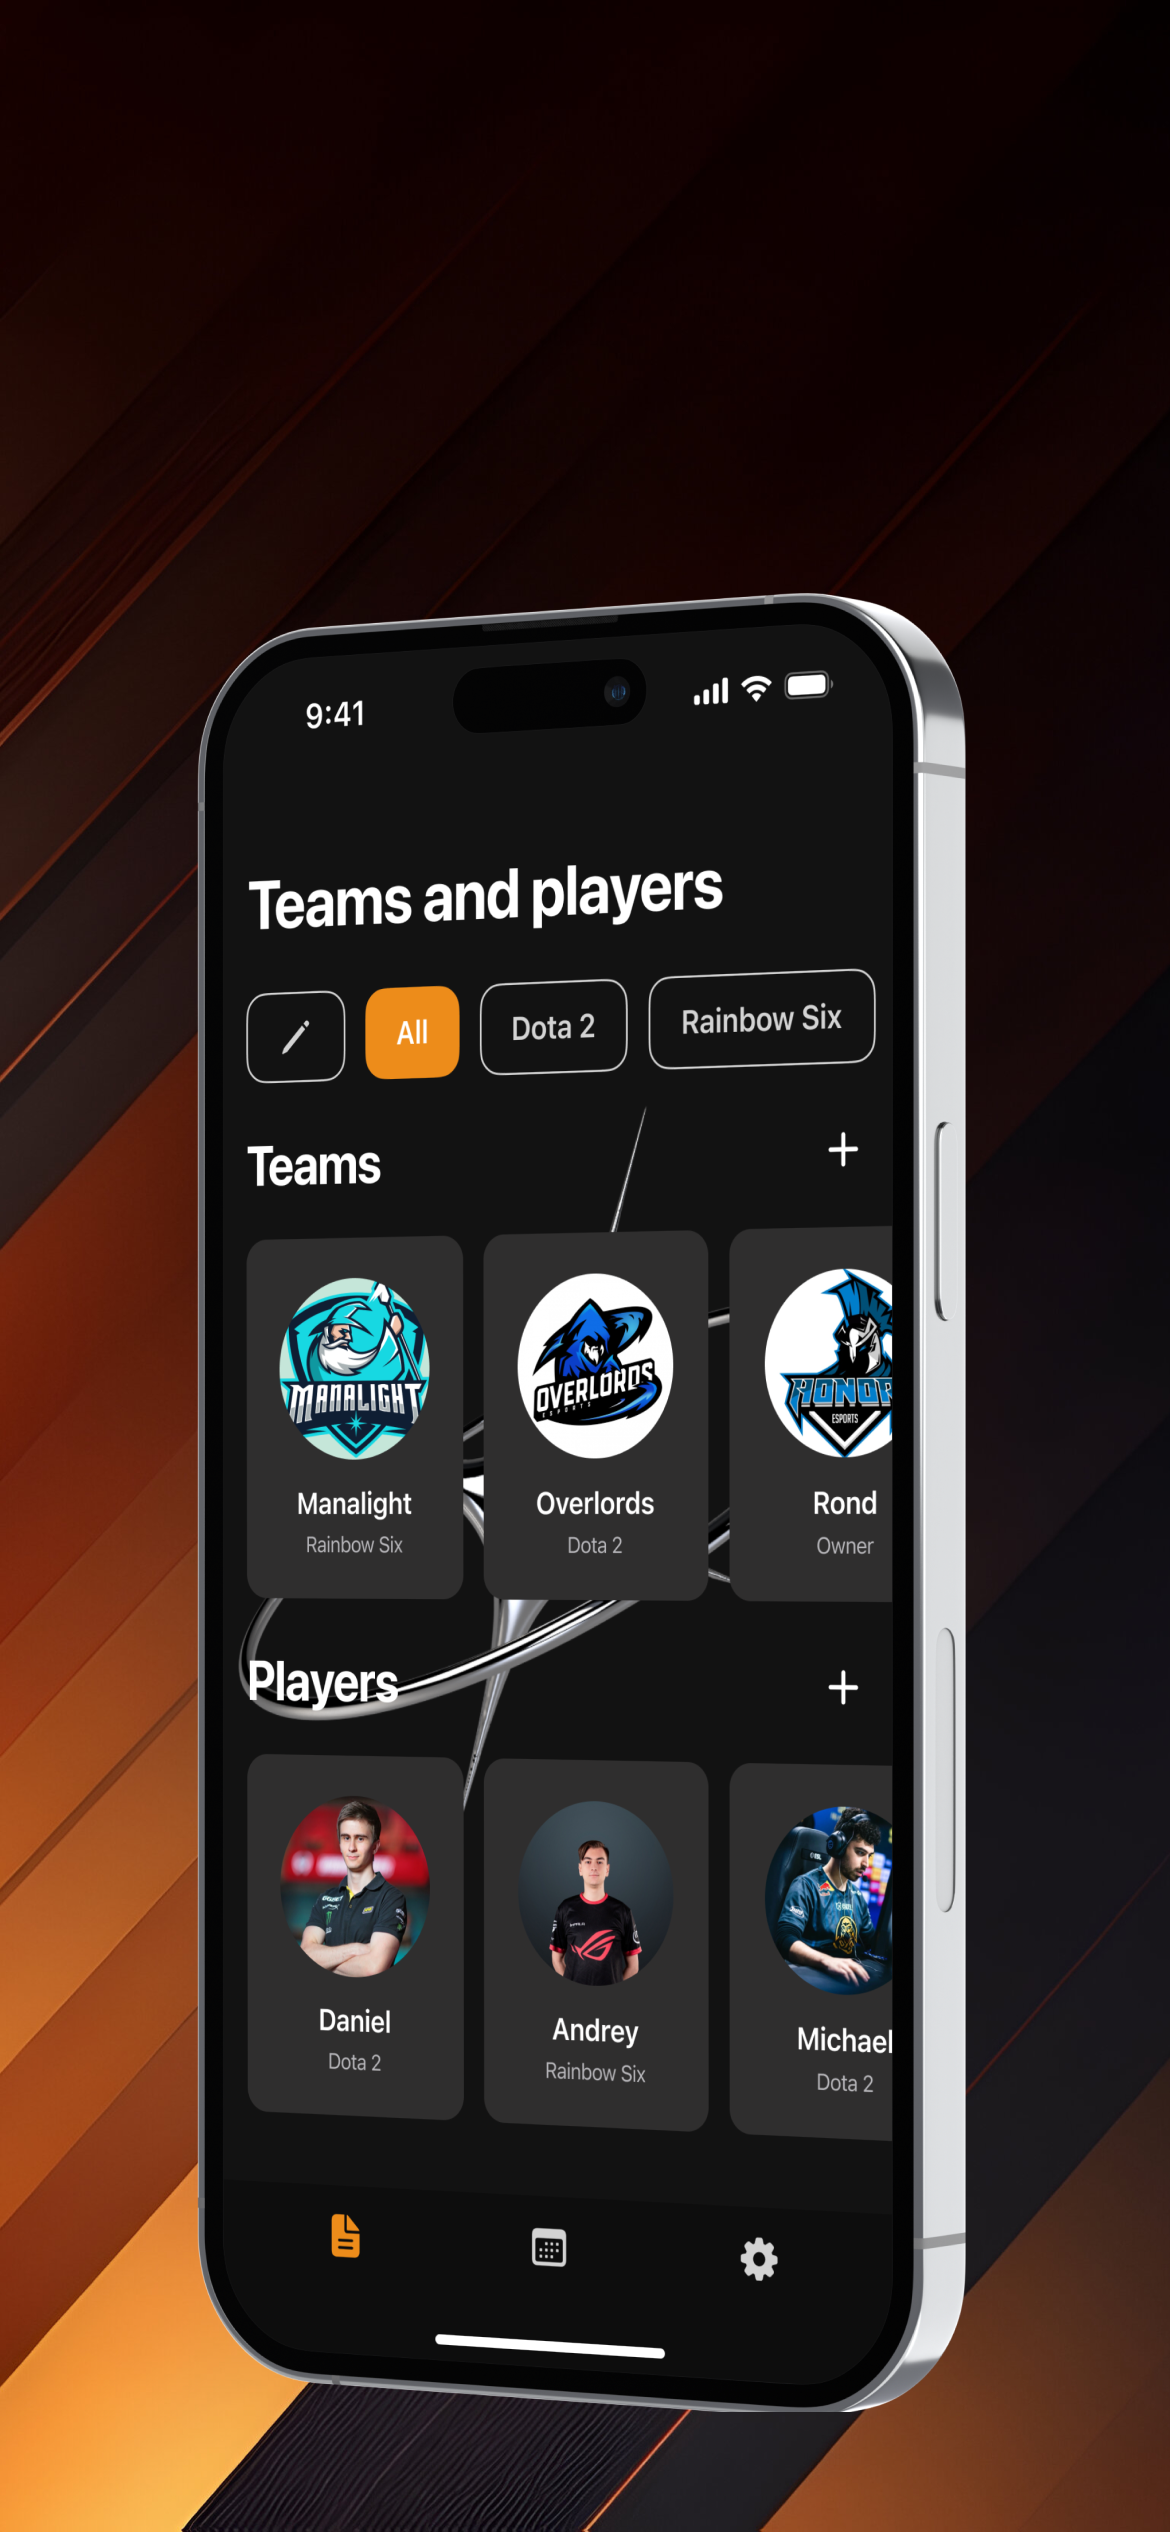 9:41
Teams and players
All
Dota 2
Rainbow Six
Teams
MANALIGHT
OVERLORDS
ESPORTS
HONOR
ESPORTS
Manalight
Overlords
Rond
Rainbow Six
Dota 2
Owner
Players
Daniel
Andrey
Michael
Dota 2
Rainbow Six
Dota 2